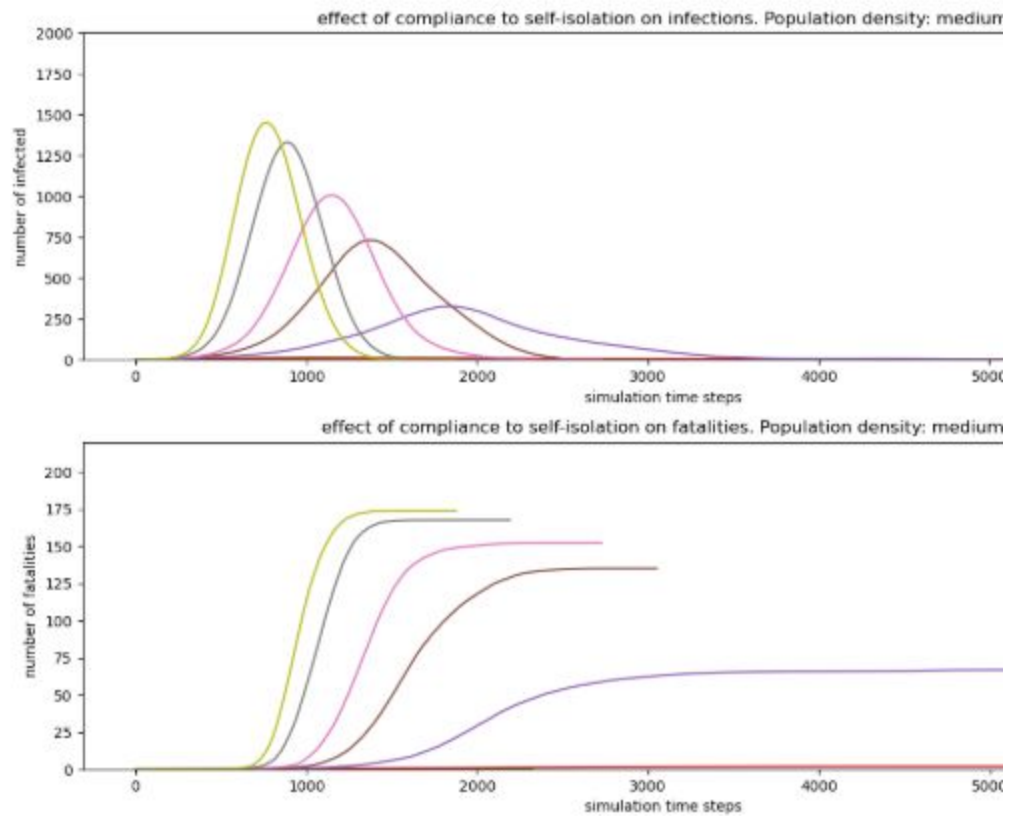 effect of compliance to self-isolation on infections. Population density: medium
2000
1750
1500
1250
1000
750
500
250
0
number of infected
0 1000 2000 3000 4000 5000
simulation time steps
effect of compliance to self-isolation on fatalities. Population density: medium
200
175
150
125
100
75
50
25
0
number of fatalities
0 1000 2000 3000 4000 5000
simulation time steps